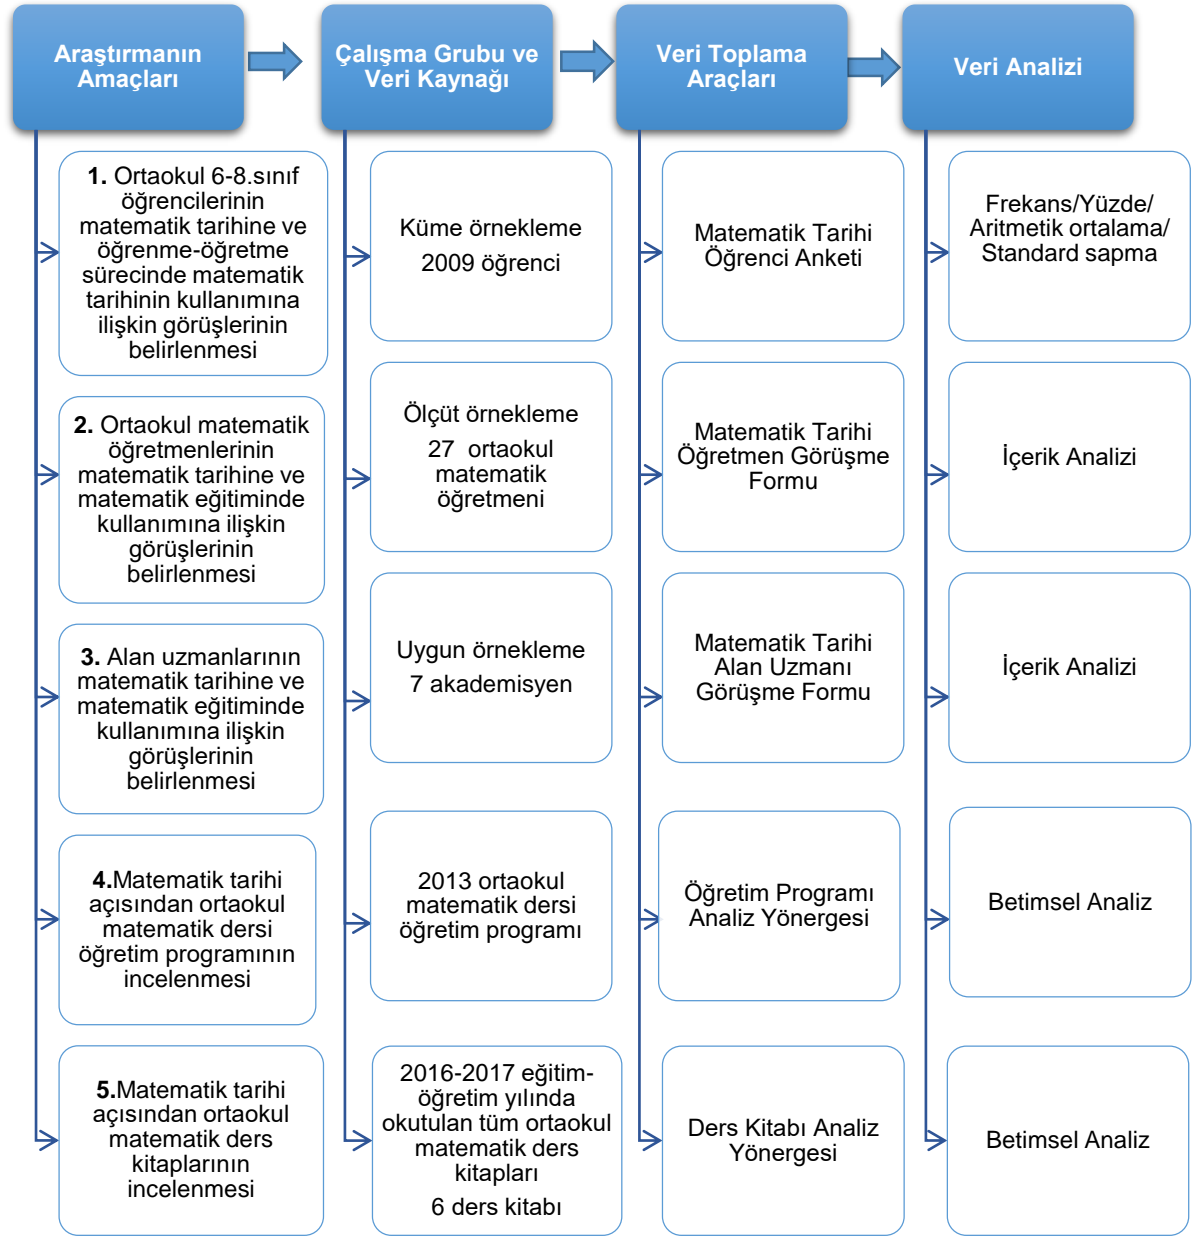 Araştırmanın
Amaçları
Çalışma Grubu ve
Veri Kaynağı
Veri Toplama
Araçları
Veri Analizi
1. Ortaokul 6-8.sınıf
öğrencilerinin
matematik tarihine ve
öğrenme-öğretme
sürecinde matematik
tarihinin kullanımına
ilişkin görüşlerinin
belirlenmesi
Küme örnekleme
2009 öğrenci
Matematik Tarihi
Öğrenci Anketi
Frekans/Yüzde/
Aritmetik ortalama/
Standard sapma
2. Ortaokul matematik
öğretmenlerinin
matematik tarihine ve
matematik eğitiminde
kullanımına ilişkin
görüşlerinin
belirlenmesi
Ölçüt örnekleme
27 ortaokul
matematik
öğretmeni
Matematik Tarihi
Öğretmen Görüşme
Formu
İçerik Analizi
3. Alan uzmanlarının
matematik tarihine ve
matematik eğitiminde
kullanımına ilişkin
görüşlerinin
belirlenmesi
Uygun örnekleme
7 akademisyen
Matematik Tarihi
Alan Uzmanı
Görüşme Formu
İçerik Analizi
4.Matematik tarihi
açısından ortaokul
matematik dersi
öğretim programının
incelenmesi
2013 ortaokul
matematik dersi
öğretim programı
Öğretim Programı
Analiz Yönergesi
Betimsel Analiz
5.Matematik tarihi
açısından ortaokul
matematik ders
kitaplarının
incelenmesi
2016-2017 eğitim-
öğretim yılında
okutulan tüm ortaokul
matematik ders
kitapları
6 ders kitabı
Ders Kitabı Analiz
Yönergesi
Betimsel Analiz